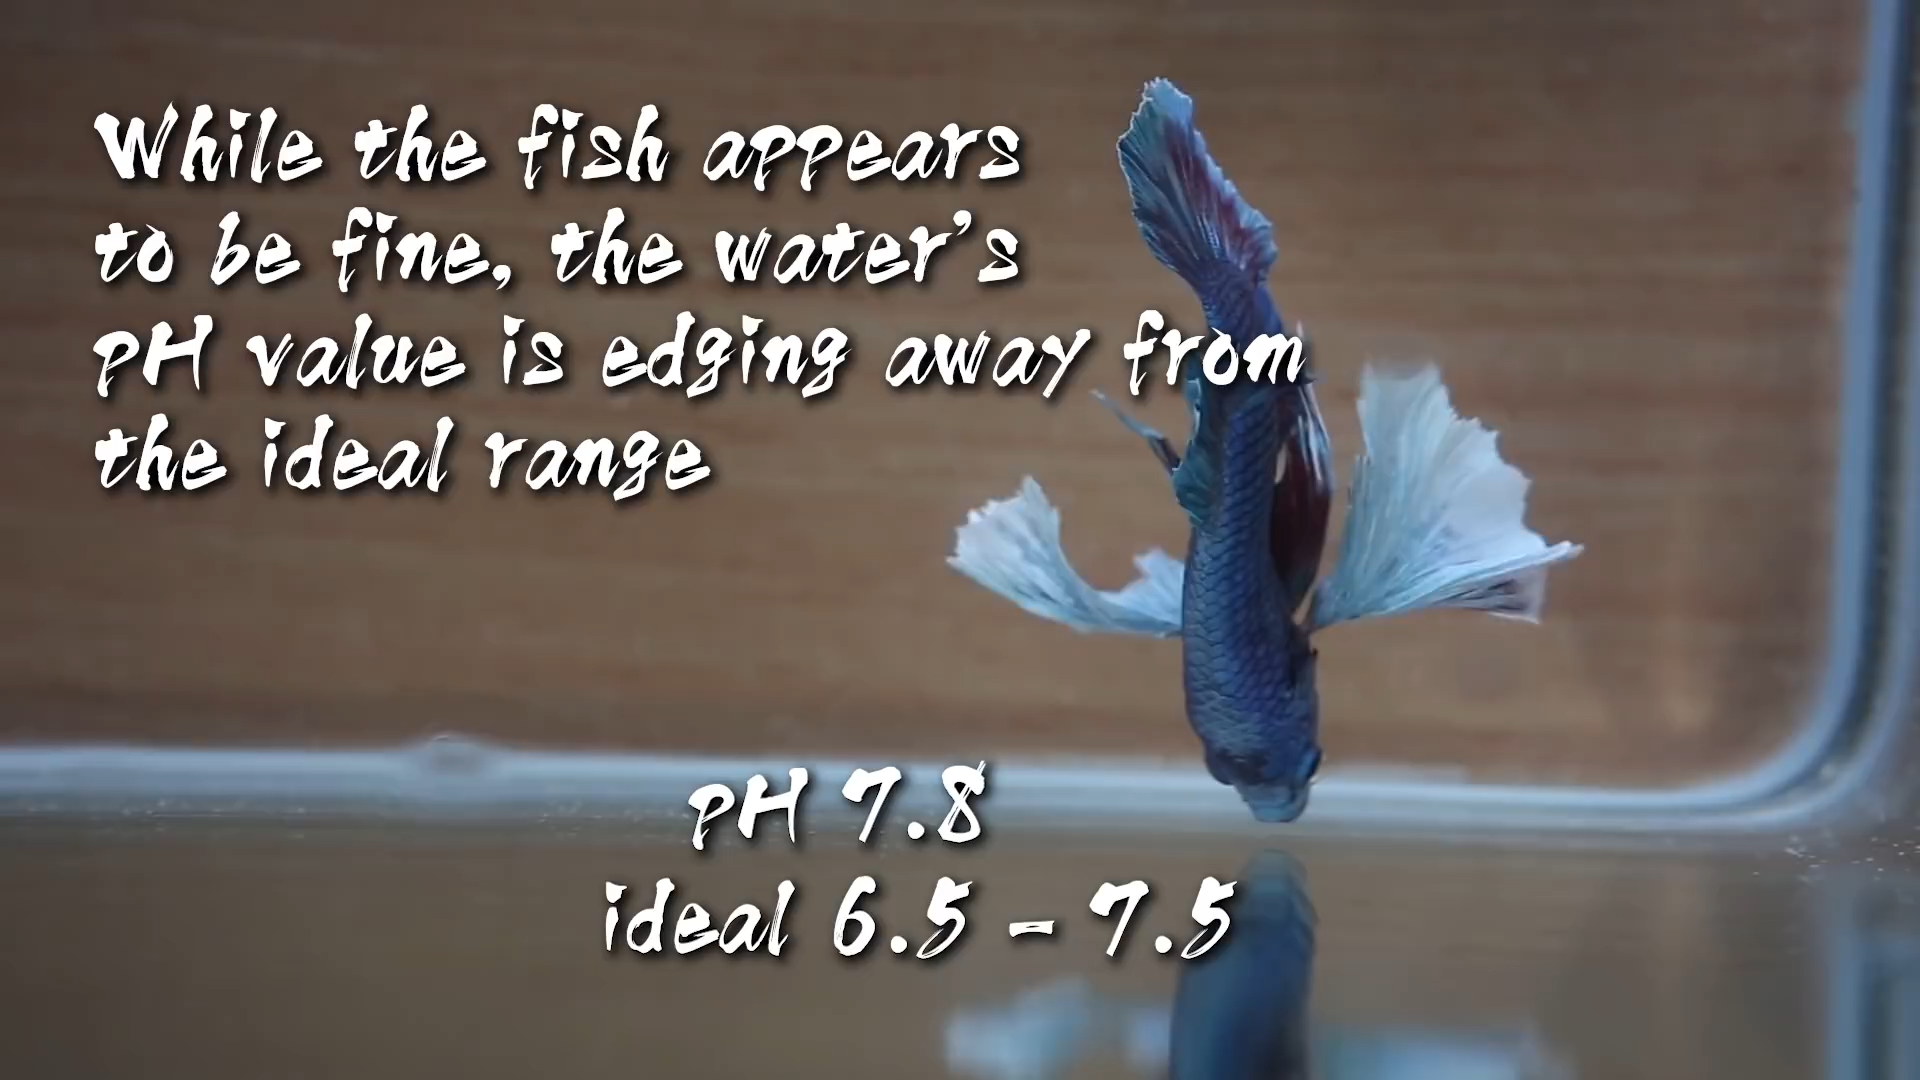 While the fish appears
to be fine, the water's
pH value is edging away from
the ideal range
pH 7.8
ideal 6.5 - 7.5